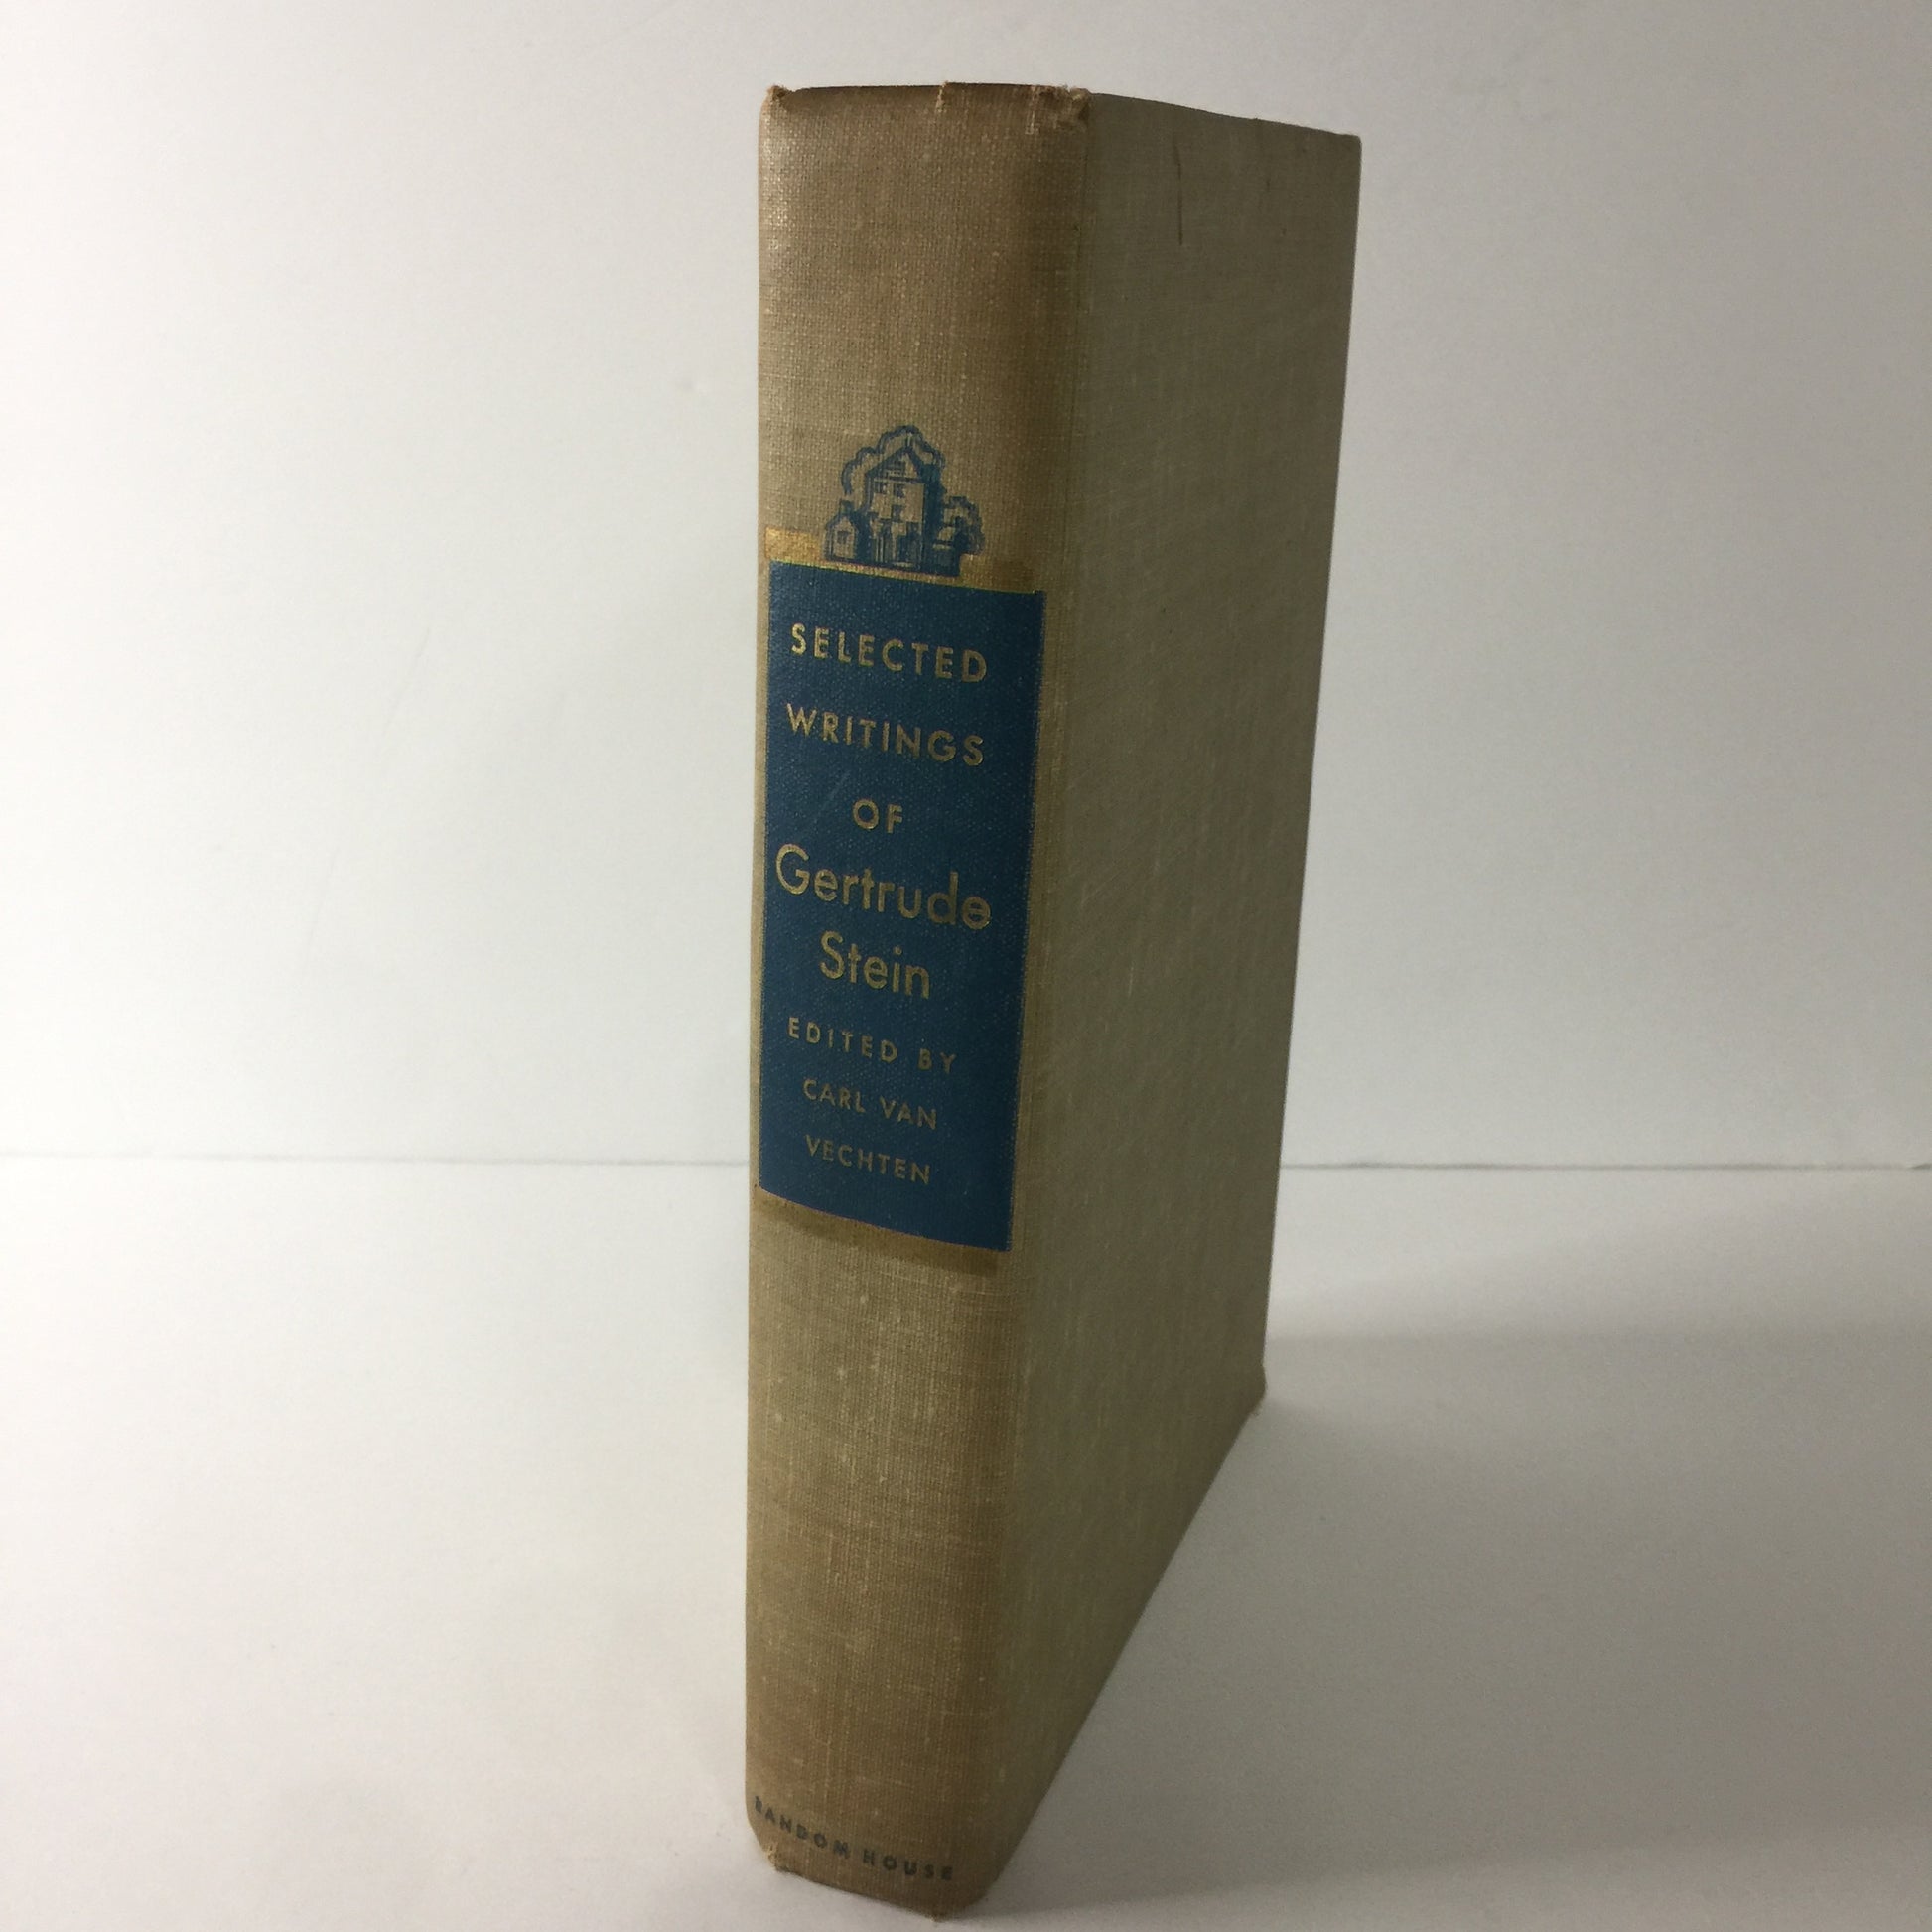 SELECTED
WRITINGS
OF
Gertrude
Stein
EDITED BY
CARL VAN
VECHTEN
RANDOM HOUSE